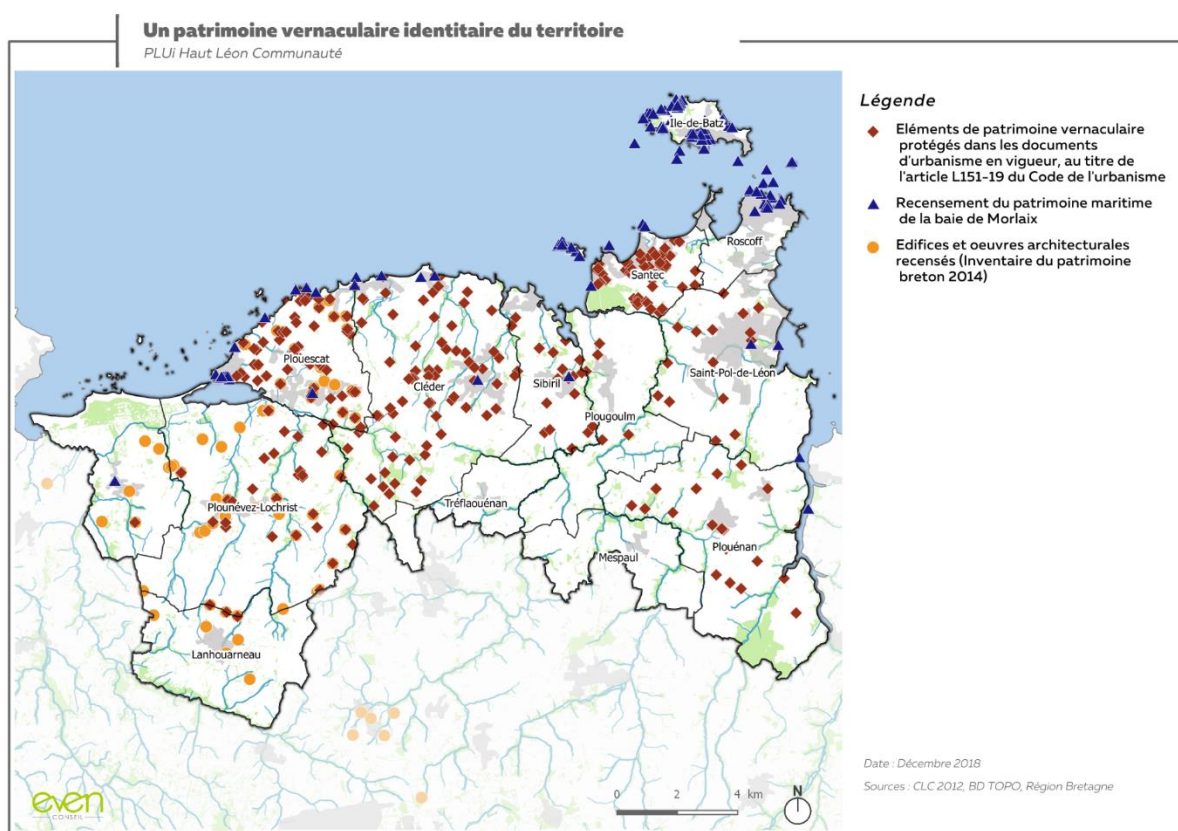 Un patrimoine vernaculaire identitaire du territoire
PLUi Haut Léon Communauté
Légende
Eléments de patrimoine vernaculaire
protégés dans les documents
d'urbanisme en vigueur, au titre de
l'article L151-19 du Code de l'urbanisme
Recensement du patrimoine maritime
de la baie de Morlaix
Edifices et oeuvres architecturales
recensés (Inventaire du patrimoine
breton 2014)
Ile-de-Batz
Roscoff
Santec
Plouescat
Cléder
Sibiril
Saint-Pol-de-Léon
Plougoulm
Plounévez-Lochrist
Tréflaouénan
Mespaul
Plouénan
Lanhouarneau
Date : Décembre 2018
Sources : CLC 2012, BD TOPO, Région Bretagne
even
CONSEIL
0 2 4 km
N